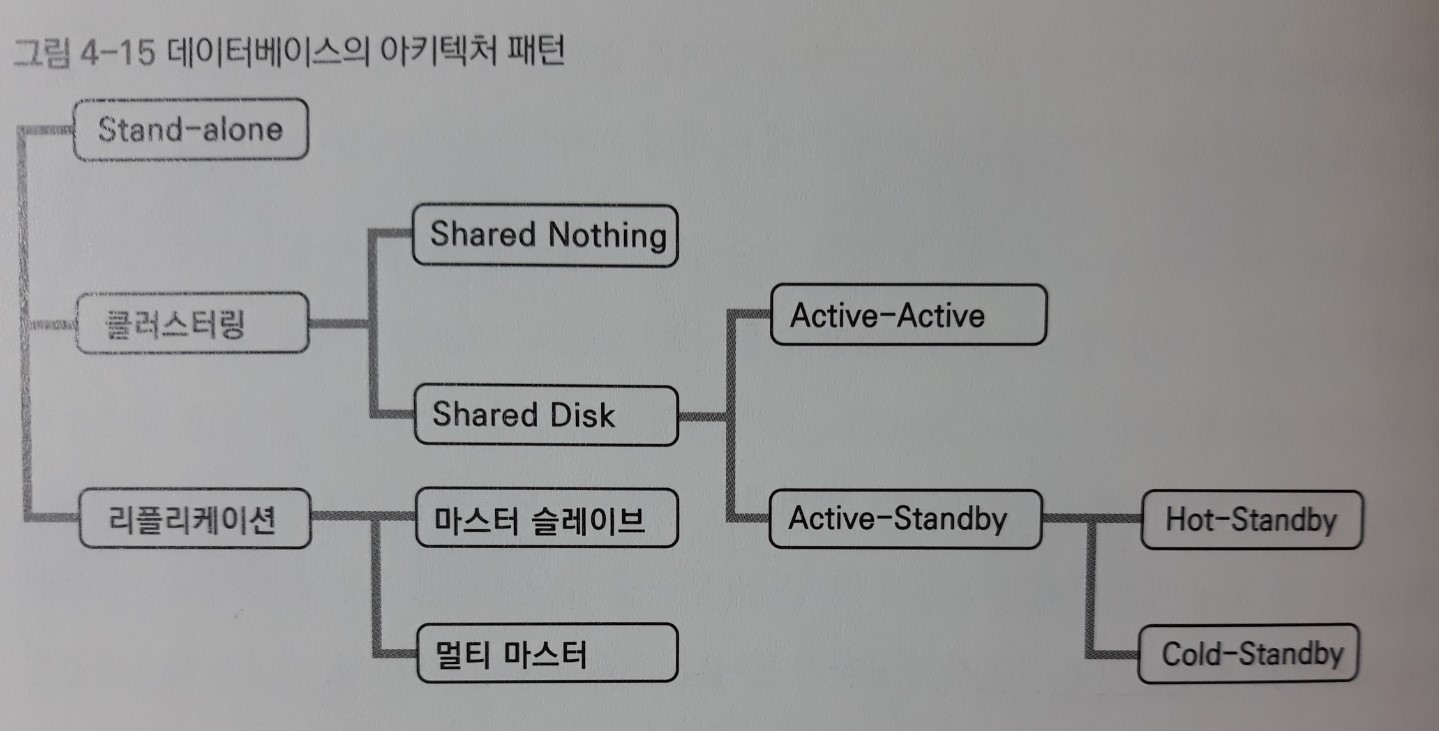 그림 4-15 데이터베이스의 아키텍처 패턴
Stand-alone
클러스터링
Shared Nothing
Shared Disk
Active-Active
Active-Standby
Hot-Standby
Cold-Standby
리플리케이션
마스터 슬레이브
멀티 마스터